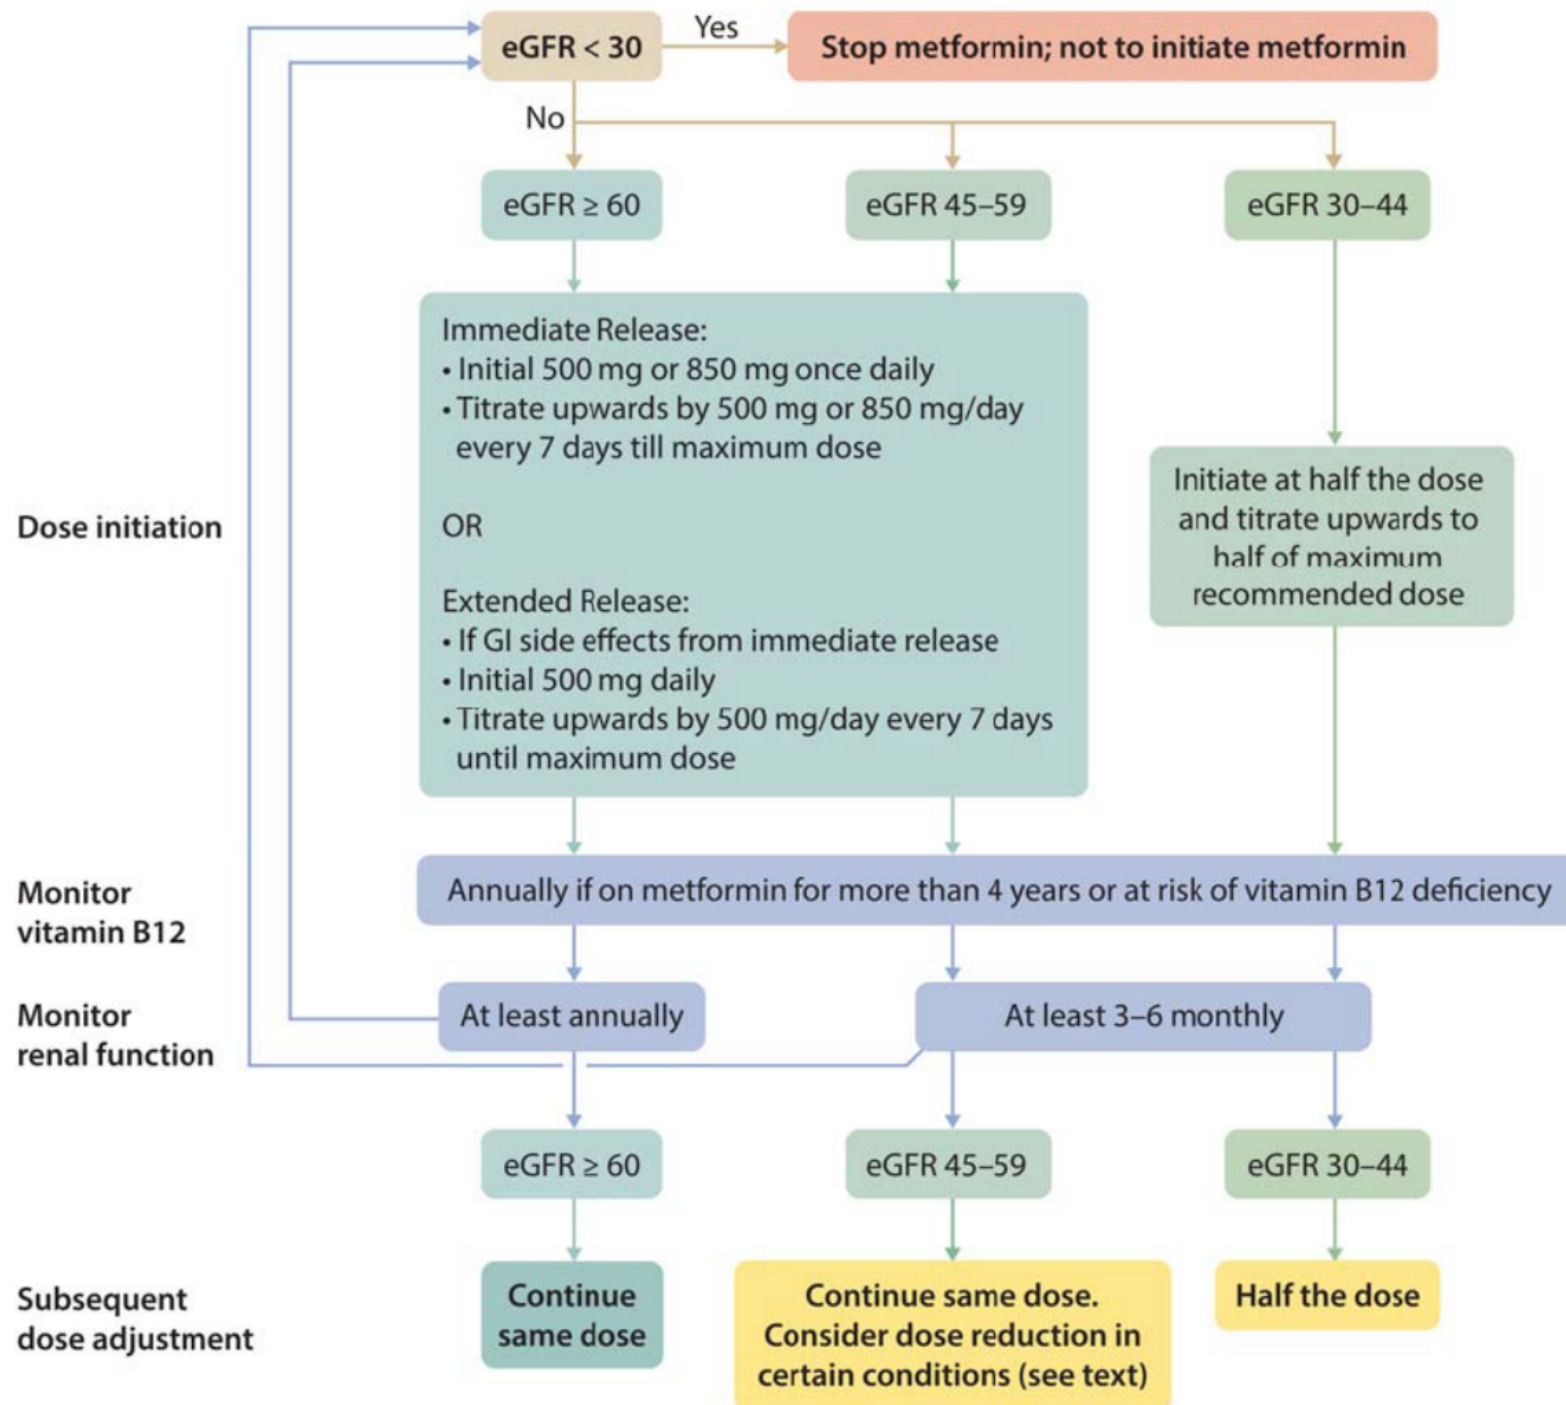 eGFR < 30
Yes
Stop metformin; not to initiate metformin
No
eGFR ≥ 60
eGFR 45–59
eGFR 30–44
Dose initiation
Immediate Release:
• Initial 500 mg or 850 mg once daily
• Titrate upwards by 500 mg or 850 mg/day
every 7 days till maximum dose
OR
Extended Release:
• If GI side effects from immediate release
• Initial 500 mg daily
• Titrate upwards by 500 mg/day every 7 days
until maximum dose
Initiate at half the dose
and titrate upwards to
half of maximum
recommended dose
Monitor
vitamin B12
Annually if on metformin for more than 4 years or at risk of vitamin B12 deficiency
Monitor
renal function
At least annually
At least 3–6 monthly
eGFR ≥ 60
eGFR 45–59
eGFR 30–44
Subsequent
dose adjustment
Continue
same dose
Continue same dose.
Consider dose reduction in
certain conditions (see text)
Half the dose